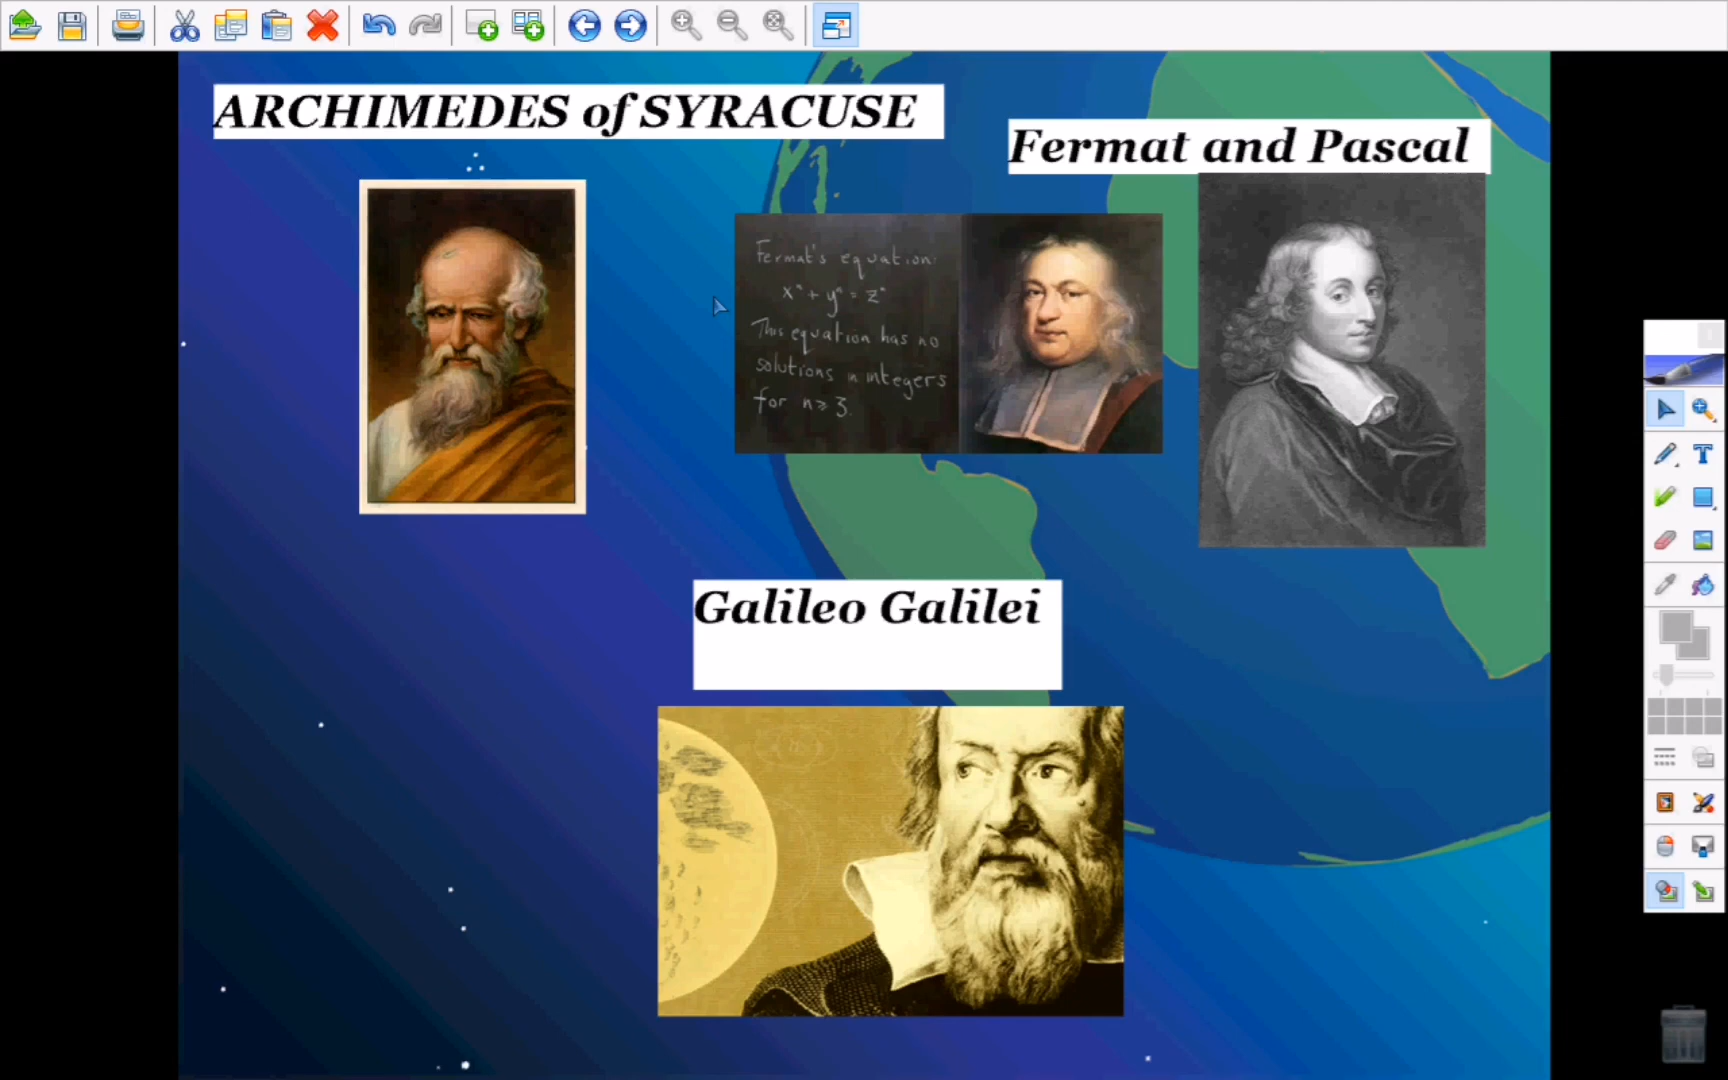 ARCHIMEDES of SYRACUSE
Fermat and Pascal
Fermat's equation:
xⁿ + yⁿ = zⁿ
This equation has no
solutions in integers
for n ≥ 3.
Galileo Galilei